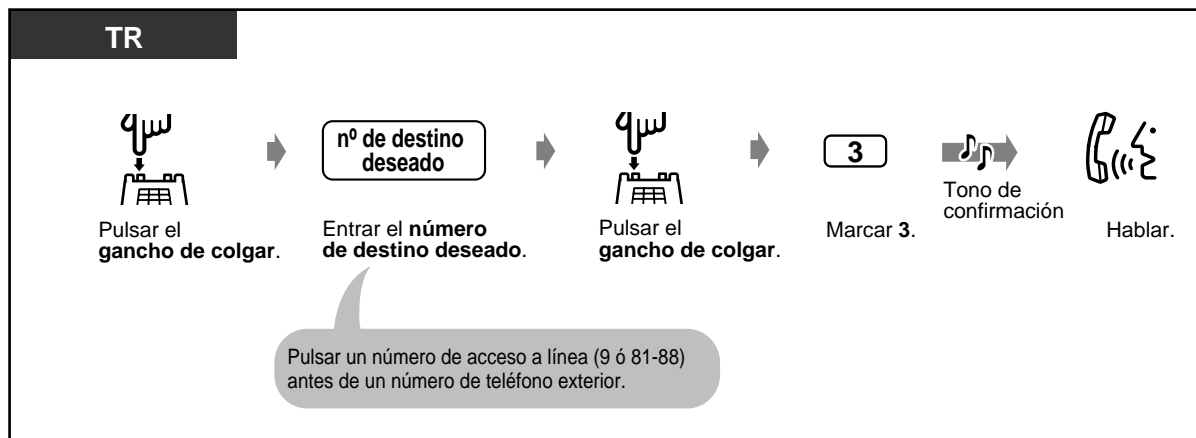 TR
nº de destino
deseado
3
Pulsar el
gancho de colgar.
Entrar el número
de destino deseado.
Pulsar el
gancho de colgar.
Marcar 3.
Tono de
confirmación
Hablar.
Pulsar un número de acceso a línea (9 ó 81-88)
antes de un número de teléfono exterior.